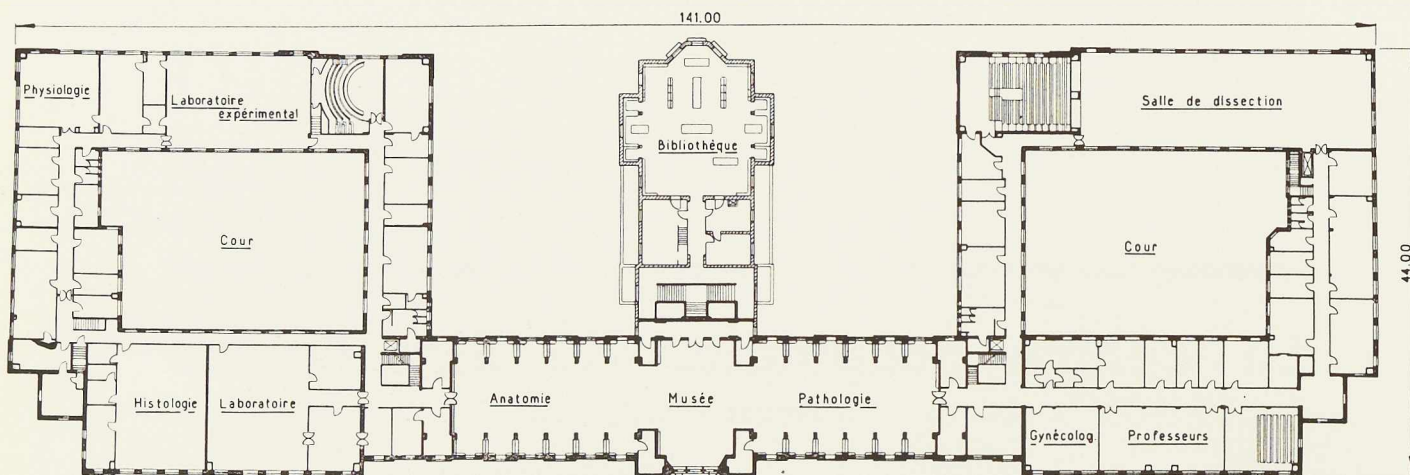 141.00
Physiologie
Laboratoire
expérimental
Bibliothéque
Salle de dissection
Cour
Cour
44.00
Histologie
Laboratoire
Anatomie
Musée
Pathologie
Gynécolog.
Professeurs